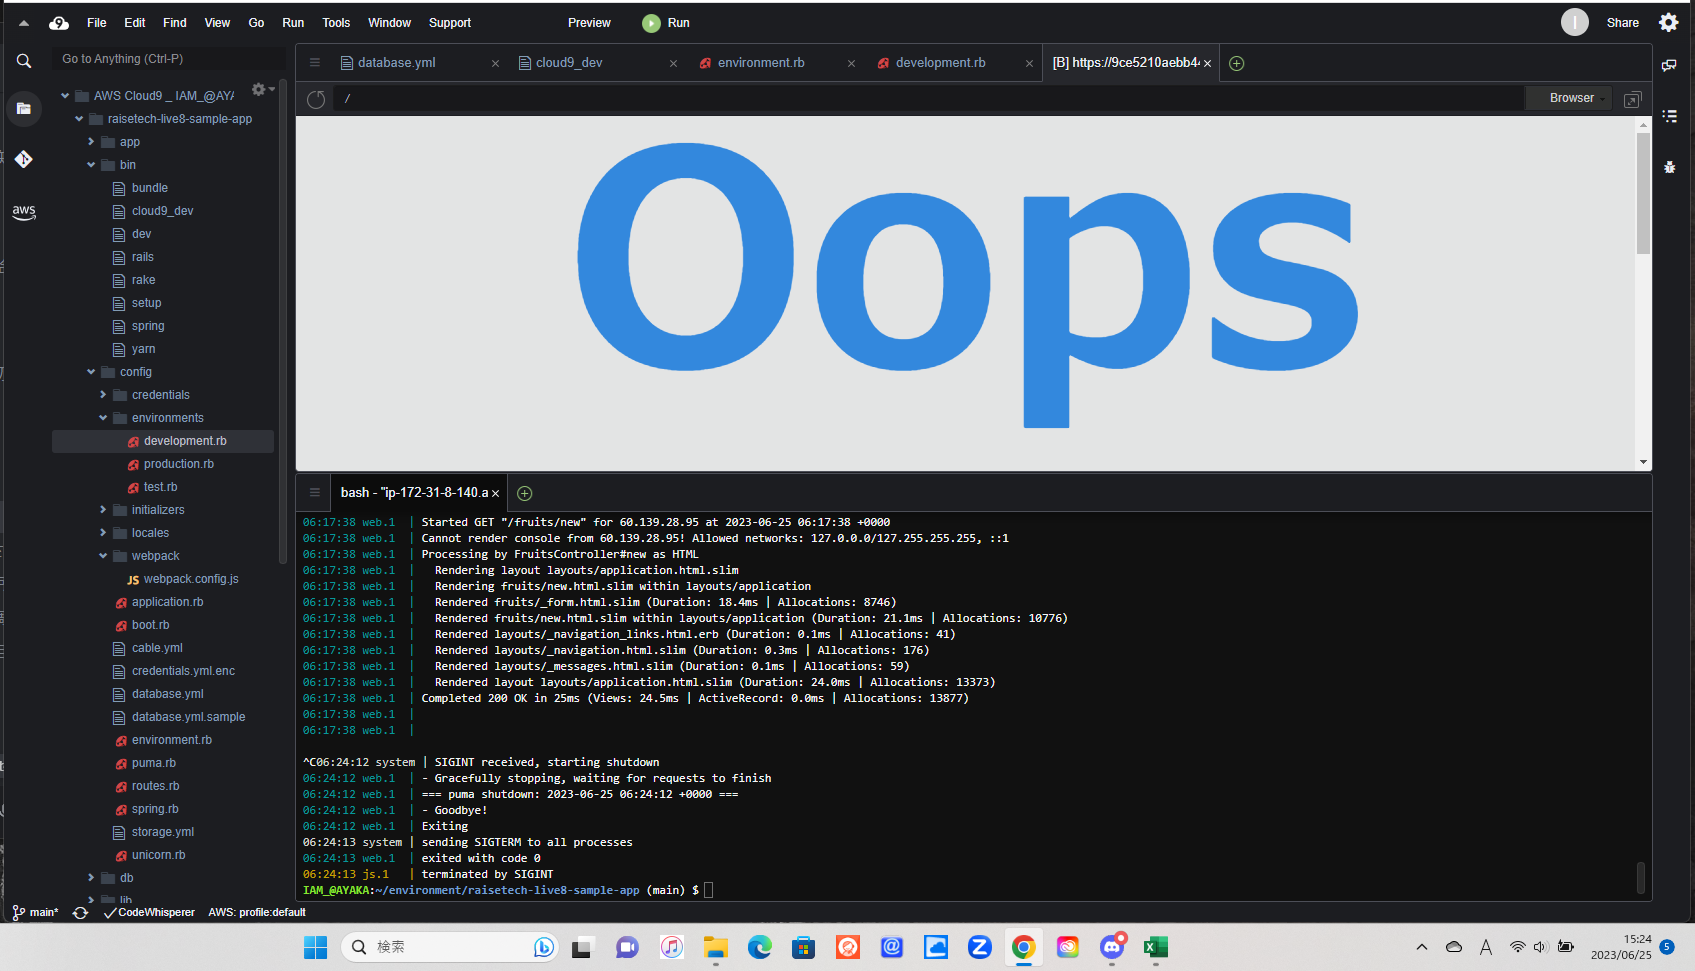 File Edit Find View Go Run Tools Window Support Preview Run Share
Go to Anything (Ctrl-P)
database.yml
cloud9_dev
environment.rb
development.rb
[B] https://9ce5210aebb4
/
Browser
aws
AWS Cloud9 _ IAM_@AYA
raisetech-live8-sample-app
app
bin
bundle
cloud9_dev
dev
rails
rake
setup
spring
yarn
config
credentials
environments
development.rb
production.rb
test.rb
initializers
locales
webpack
JS webpack.config.js
application.rb
boot.rb
cable.yml
credentials.yml.enc
database.yml
database.yml.sample
environment.rb
puma.rb
routes.rb
spring.rb
storage.yml
unicorn.rb
db
lib
Oops
bash - "ip-172-31-8-140.a
06:17:38 web.1 | Started GET "/fruits/new" for 60.139.28.95 at 2023-06-25 06:17:38 +0000
06:17:38 web.1 | Cannot render console from 60.139.28.95! Allowed networks: 127.0.0.0/127.255.255.255, ::1
06:17:38 web.1 | Processing by FruitsController#new as HTML
06:17:38 web.1 | Rendering layout layouts/application.html.slim
06:17:38 web.1 | Rendering fruits/new.html.slim within layouts/application
06:17:38 web.1 | Rendered fruits/_form.html.slim (Duration: 18.4ms | Allocations: 8746)
06:17:38 web.1 | Rendered fruits/new.html.slim within layouts/application (Duration: 21.1ms | Allocations: 10776)
06:17:38 web.1 | Rendered layouts/_navigation_links.html.erb (Duration: 0.1ms | Allocations: 41)
06:17:38 web.1 | Rendered layouts/_navigation.html.slim (Duration: 0.3ms | Allocations: 176)
06:17:38 web.1 | Rendered layouts/_messages.html.slim (Duration: 0.1ms | Allocations: 59)
06:17:38 web.1 | Rendered layout layouts/application.html.slim (Duration: 24.0ms | Allocations: 13373)
06:17:38 web.1 | Completed 200 OK in 25ms (Views: 24.5ms | ActiveRecord: 0.0ms | Allocations: 13877)
06:17:38 web.1 |
06:17:38 web.1 |
^C06:24:12 system | SIGINT received, starting shutdown
06:24:12 web.1 | - Gracefully stopping, waiting for requests to finish
06:24:12 web.1 | === puma shutdown: 2023-06-25 06:24:12 +0000 ===
06:24:12 web.1 | - Goodbye!
06:24:12 web.1 | Exiting
06:24:13 system | sending SIGTERM to all processes
06:24:13 web.1 | exited with code 0
06:24:13 js.1 | terminated by SIGINT
IAM_@AYAKA:~/environment/raisetech-live8-sample-app (main) $
main* CodeWhisperer AWS: profile:default
検索
A
15:24
2023/06/25
5